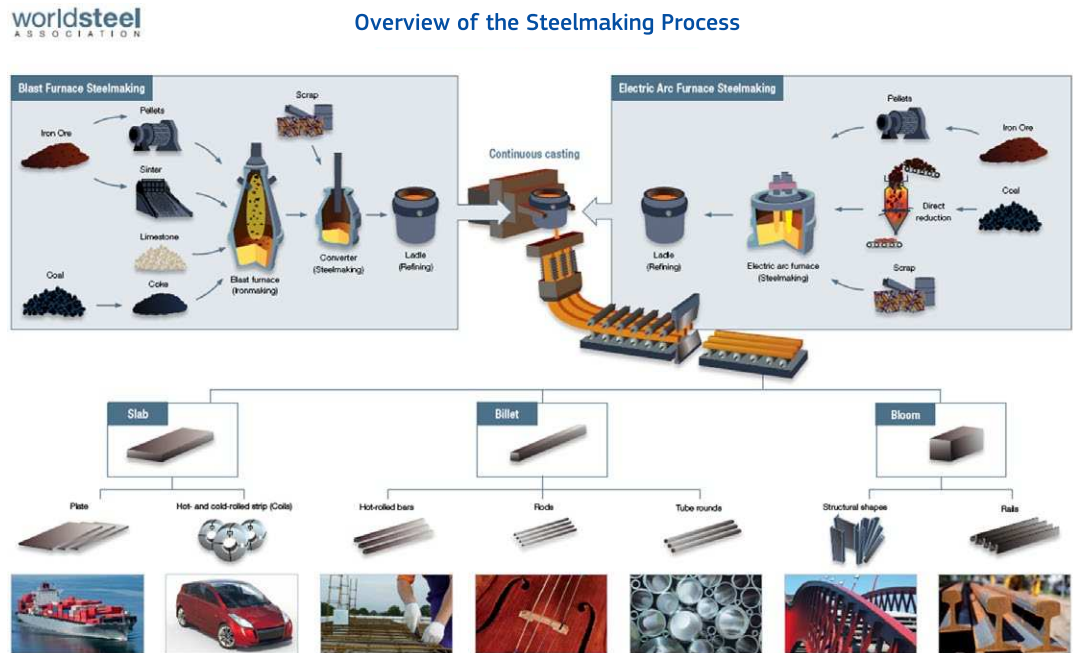 worldsteel
ASSOCIATION
Overview of the Steelmaking Process
Blast Furnace Steelmaking
Iron Ore
Pellets
Sinter
Limestone
Coal
Coke
Blast furnace
(Ironmaking)
Scrap
Converter
(Steelmaking)
Ladle
(Refining)
Continuous casting
Electric Arc Furnace Steelmaking
Pellets
Iron Ore
Coal
Direct
reduction
Scrap
Electric arc furnace
(Steelmaking)
Ladle
(Refining)
Slab
Billet
Bloom
Plate
Hot- and cold-rolled strip (Coils)
Hot-rolled bars
Rods
Tube rounds
Structural shapes
Rails